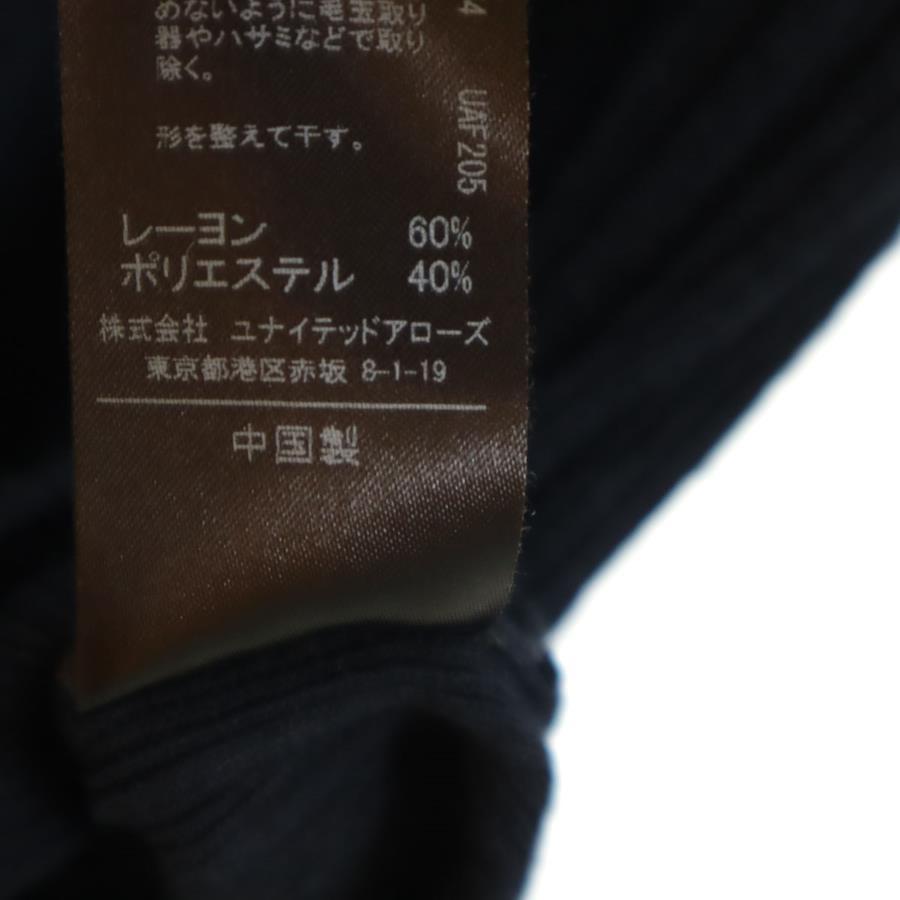 めないように毛玉取り
器やハサミなどで取り
除く。
形を整えて干す。
4 UAF205
レーヨン 60%
ポリエステル 40%
株式会社 ユナイテッドアローズ
東京都港区赤坂 8-1-19
中国製